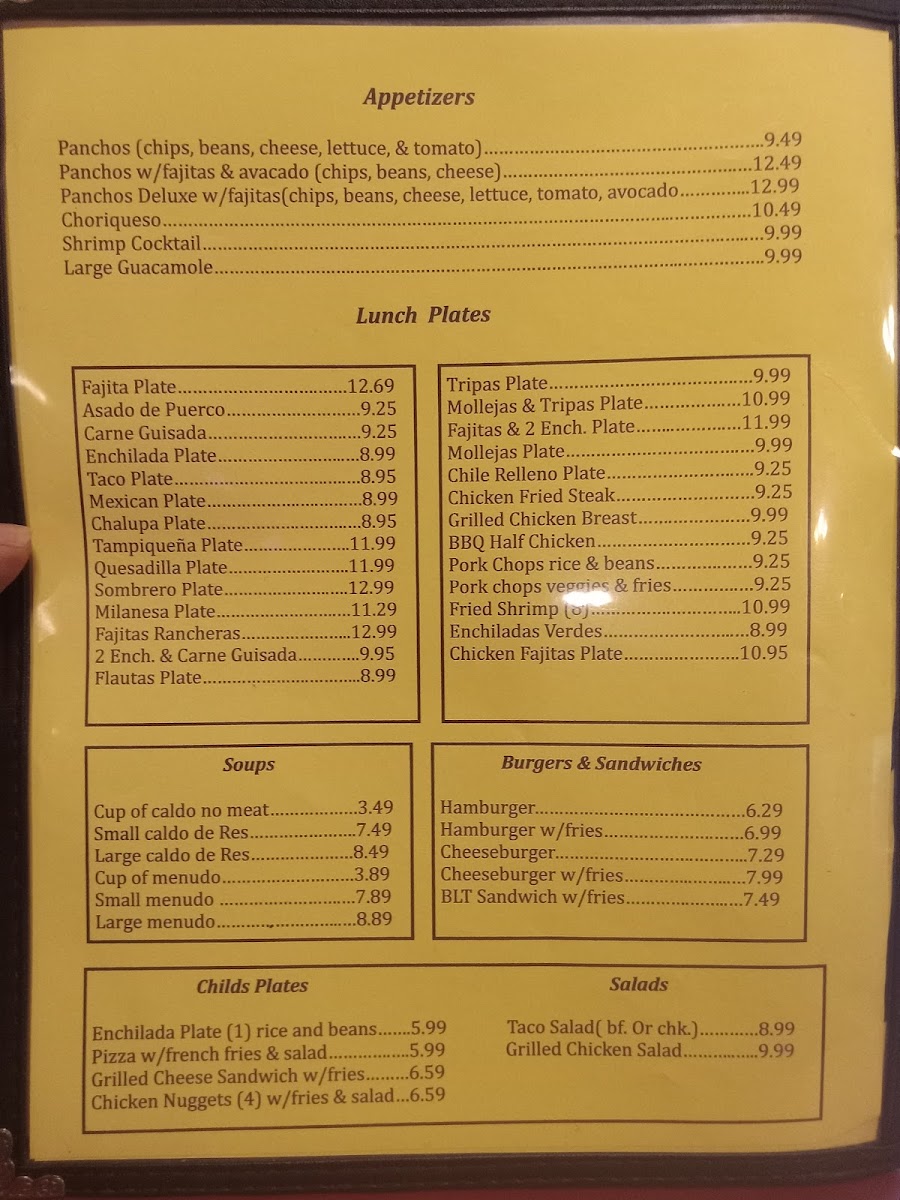 Appetizers
Panchos (chips, beans, cheese, lettuce, & tomato)...9.49
Panchos w/fajitas & avacado (chips, beans, cheese)...12.49
Panchos Deluxe w/fajitas(chips, beans, cheese, lettuce, tomato, avocado...12.99
Choriqueso...10.49
Shrimp Cocktail...9.99
Large Guacamole...9.99
Lunch Plates
Fajita Plate...12.69
Asado de Puerco...9.25
Carne Guisada...9.25
Enchilada Plate...8.99
Taco Plate...8.95
Mexican Plate...8.99
Chalupa Plate...8.95
Tampiqueña Plate...11.99
Quesadilla Plate...11.99
Sombrero Plate...12.99
Milanesa Plate...11.29
Fajitas Rancheras...12.99
2 Ench. & Carne Guisada...9.95
Flautas Plate...8.99
Tripas Plate...9.99
Mollejas & Tripas Plate...10.99
Fajitas & 2 Ench. Plate...11.99
Mollejas Plate...9.99
Chile Relleno Plate...9.25
Chicken Fried Steak...9.25
Grilled Chicken Breast...9.99
BBQ Half Chicken...9.25
Pork Chops rice & beans...9.25
Pork chops veggies & fries...9.25
Fried Shrimp (8)...10.99
Enchiladas Verdes...8.99
Chicken Fajitas Plate...10.95
Soups
Cup of caldo no meat...3.49
Small caldo de Res...7.49
Large caldo de Res...8.49
Cup of menudo...3.89
Small menudo ...7.89
Large menudo...8.89
Burgers & Sandwiches
Hamburger...6.29
Hamburger w/fries...6.99
Cheeseburger...7.29
Cheeseburger w/fries...7.99
BLT Sandwich w/fries...7.49
Childs Plates
Enchilada Plate (1) rice and beans...5.99
Pizza w/french fries & salad...5.99
Grilled Cheese Sandwich w/fries...6.59
Chicken Nuggets (4) w/fries & salad...6.59
Salads
Taco Salad( bf. Or chk.)...8.99
Grilled Chicken Salad...9.99